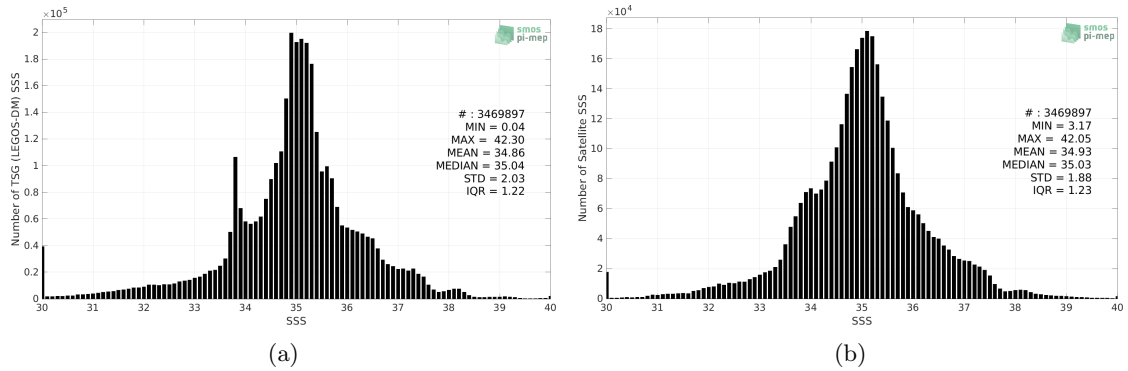 ×10⁵
smos
pi-mep
2
1.8
1.6
1.4
1.2
1
0.8
0.6
0.4
0.2
0
Number of TSG (LEGOS-DM) SSS
# : 3469897
MIN = 0.04
MAX = 42.30
MEAN = 34.86
MEDIAN = 35.04
STD = 2.03
IQR = 1.22
30 31 32 33 34 35 36 37 38 39 40
SSS
(a)
×10⁴
smos
pi-mep
18
16
14
12
10
8
6
4
2
0
Number of Satellite SSS
# : 3469897
MIN = 3.17
MAX = 42.05
MEAN = 34.93
MEDIAN = 35.03
STD = 1.88
IQR = 1.23
30 31 32 33 34 35 36 37 38 39 40
SSS
(b)